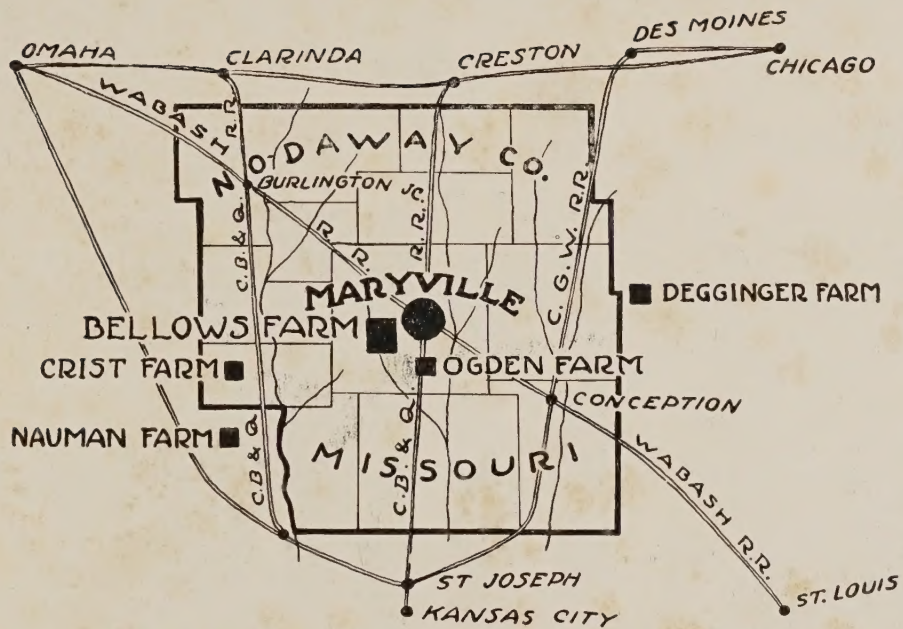 OMAHA
CLARINDA
CRESTON
DES MOINES
CHICAGO
WABASH R.R.
NODAWAY CO.
BURLINGTON JC.
C.B. & Q. R.R.
C.B. & Q. R.R.
C. G. W. R.R.
MARYVILLE
BELLOWS FARM
DEGGINGER FARM
CRIST FARM
OGDEN FARM
CONCEPTION
NAUMAN FARM
C.B & Q
MISSOURI
WABASH R.R.
ST JOSEPH
KANSAS CITY
ST. LOUIS